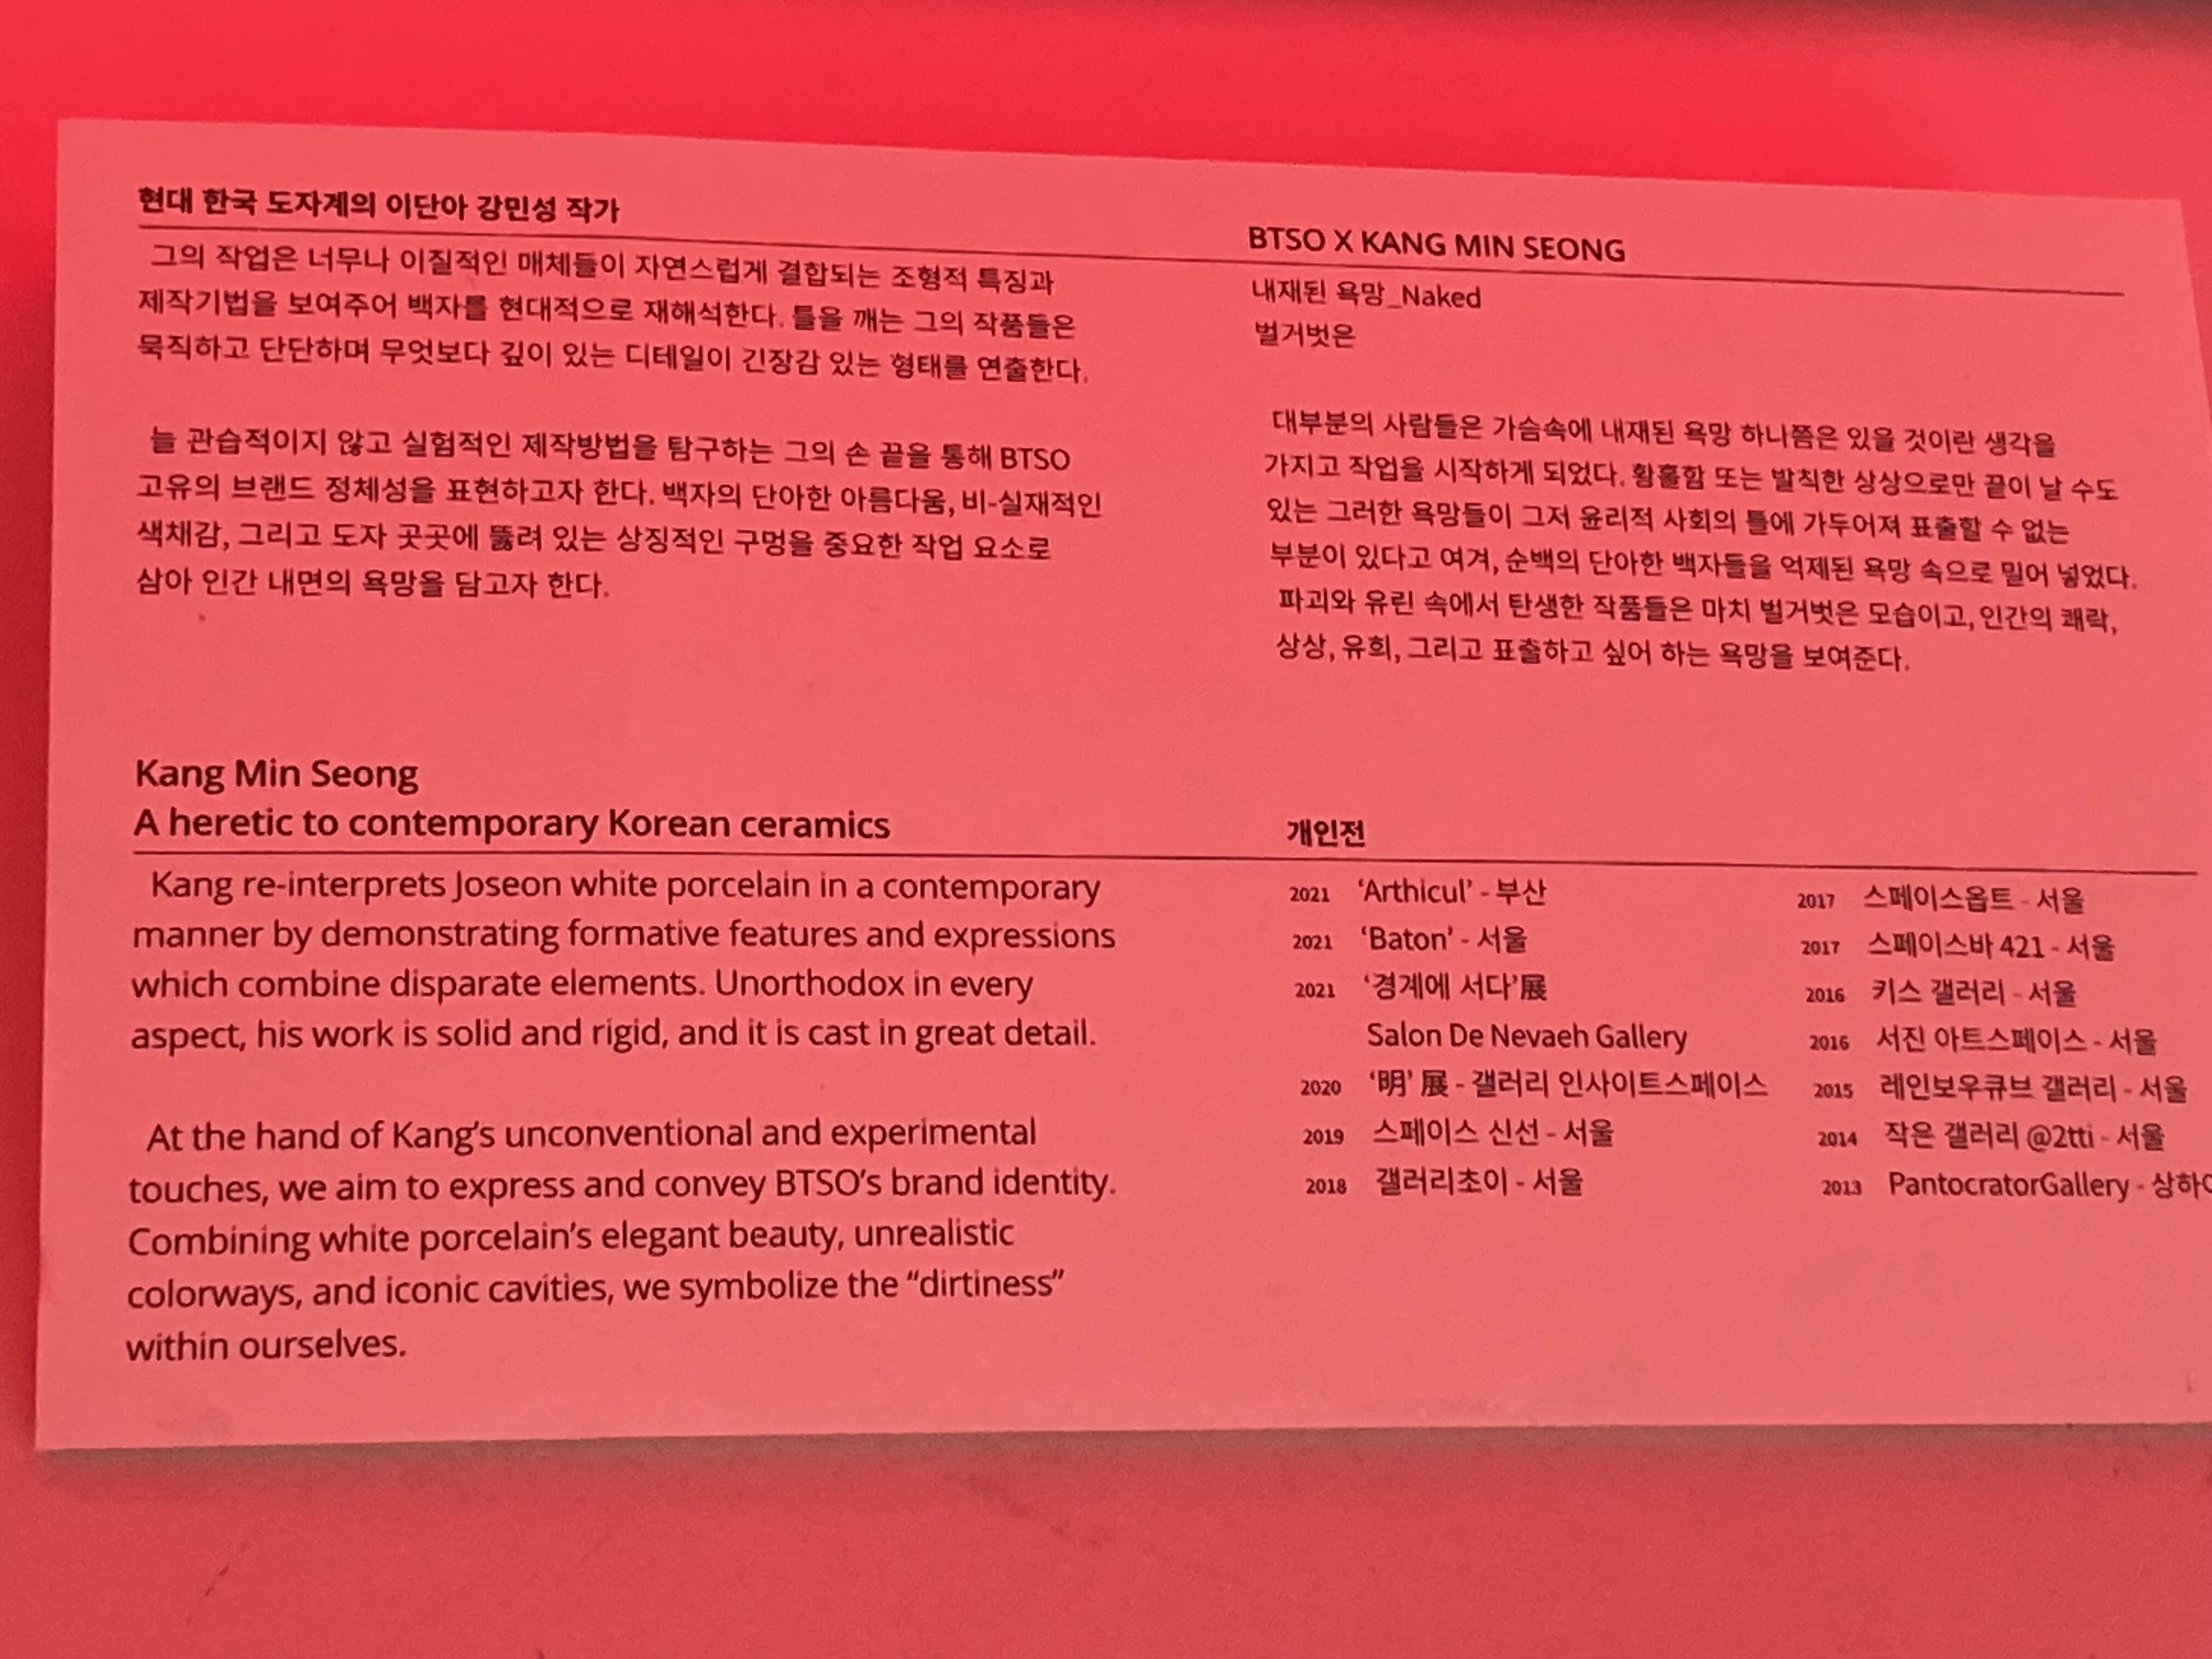 현대 한국 도자계의 이단아 강민성 작가
그의 작업은 너무나 이질적인 매체들이 자연스럽게 결합되는 조형적 특징과
제작기법을 보여주어 백자를 현대적으로 재해석한다. 틀을 깨는 그의 작품들은
묵직하고 단단하며 무엇보다 깊이 있는 디테일이 긴장감 있는 형태를 연출한다.
늘 관습적이지 않고 실험적인 제작방법을 탐구하는 그의 손 끝을 통해 BTSO
고유의 브랜드 정체성을 표현하고자 한다. 백자의 단아한 아름다움, 비-실재적인
색채감, 그리고 도자 곳곳에 뚫려 있는 상징적인 구멍을 중요한 작업 요소로
삼아 인간 내면의 욕망을 담고자 한다.
BTSO X KANG MIN SEONG
내재된 욕망_Naked
벌거벗은
대부분의 사람들은 가슴속에 내재된 욕망 하나쯤은 있을 것이란 생각을
가지고 작업을 시작하게 되었다. 황홀함 또는 발칙한 상상으로만 끝이 날 수도
있는 그러한 욕망들이 그저 윤리적 사회의 틀에 가두어져 표출할 수 없는
부분이 있다고 여겨, 순백의 단아한 백자들을 억제된 욕망 속으로 밀어 넣었다.
파괴와 유린 속에서 탄생한 작품들은 마치 벌거벗은 모습이고, 인간의 쾌락,
상상, 유희, 그리고 표출하고 싶어 하는 욕망을 보여준다.
Kang Min Seong
A heretic to contemporary Korean ceramics
Kang re-interprets Joseon white porcelain in a contemporary
manner by demonstrating formative features and expressions
which combine disparate elements. Unorthodox in every
aspect, his work is solid and rigid, and it is cast in great detail.
At the hand of Kang's unconventional and experimental
touches, we aim to express and convey BTSO's brand identity.
Combining white porcelain's elegant beauty, unrealistic
colorways, and iconic cavities, we symbolize the "dirtiness"
within ourselves.
개인전
2021 'Arthicul' - 부산
2021 'Baton' - 서울
2021 '경계에 서다'展
Salon De Nevaeh Gallery
2020 '明' 展 - 갤러리 인사이트스페이스
2019 스페이스 신선 - 서울
2018 갤러리초이 - 서울
2017 스페이스옵트 - 서울
2017 스페이스바 421 - 서울
2016 키스 갤러리 - 서울
2016 서진 아트스페이스 - 서울
2015 레인보우큐브 갤러리 - 서울
2014 작은 갤러리 @2tti - 서울
2013 PantocratorGallery -